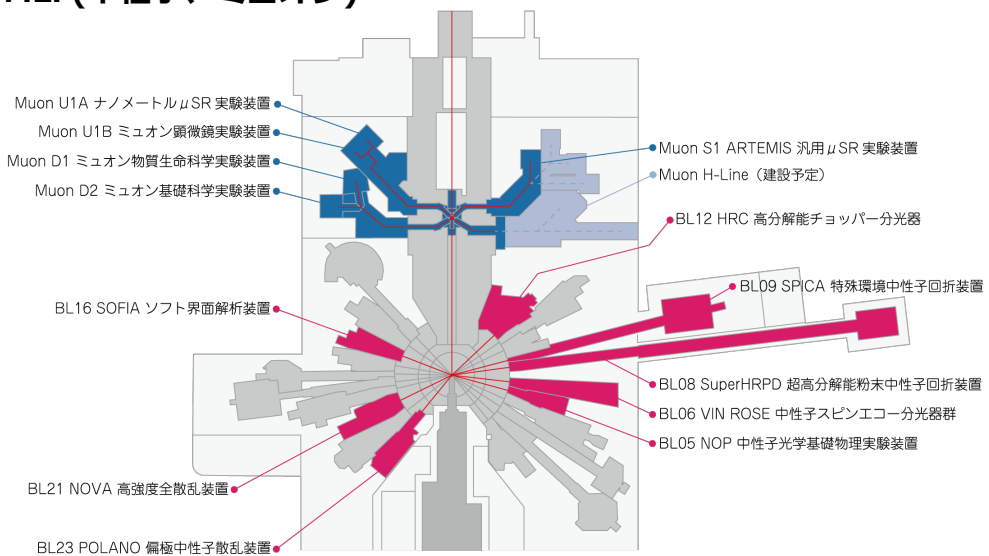 Muon U1A ナノメートルμSR 実験装置
Muon U1B ミュオン顕微鏡実験装置
Muon D1 ミュオン物質生命科学実験装置
Muon D2 ミュオン基礎科学実験装置
Muon S1 ARTEMIS 汎用μSR 実験装置
Muon H-Line（建設予定）
BL12 HRC 高分解能チョッパー分光器
BL09 SPICA 特殊環境中性子回折装置
BL16 SOFIA ソフト界面解析装置
BL08 SuperHRPD 超高分解能粉末中性子回折装置
BL06 VIN ROSE 中性子スピンエコー分光器群
BL05 NOP 中性子光学基礎物理実験装置
BL21 NOVA 高強度全散乱装置
BL23 POLANO 偏極中性子散乱装置